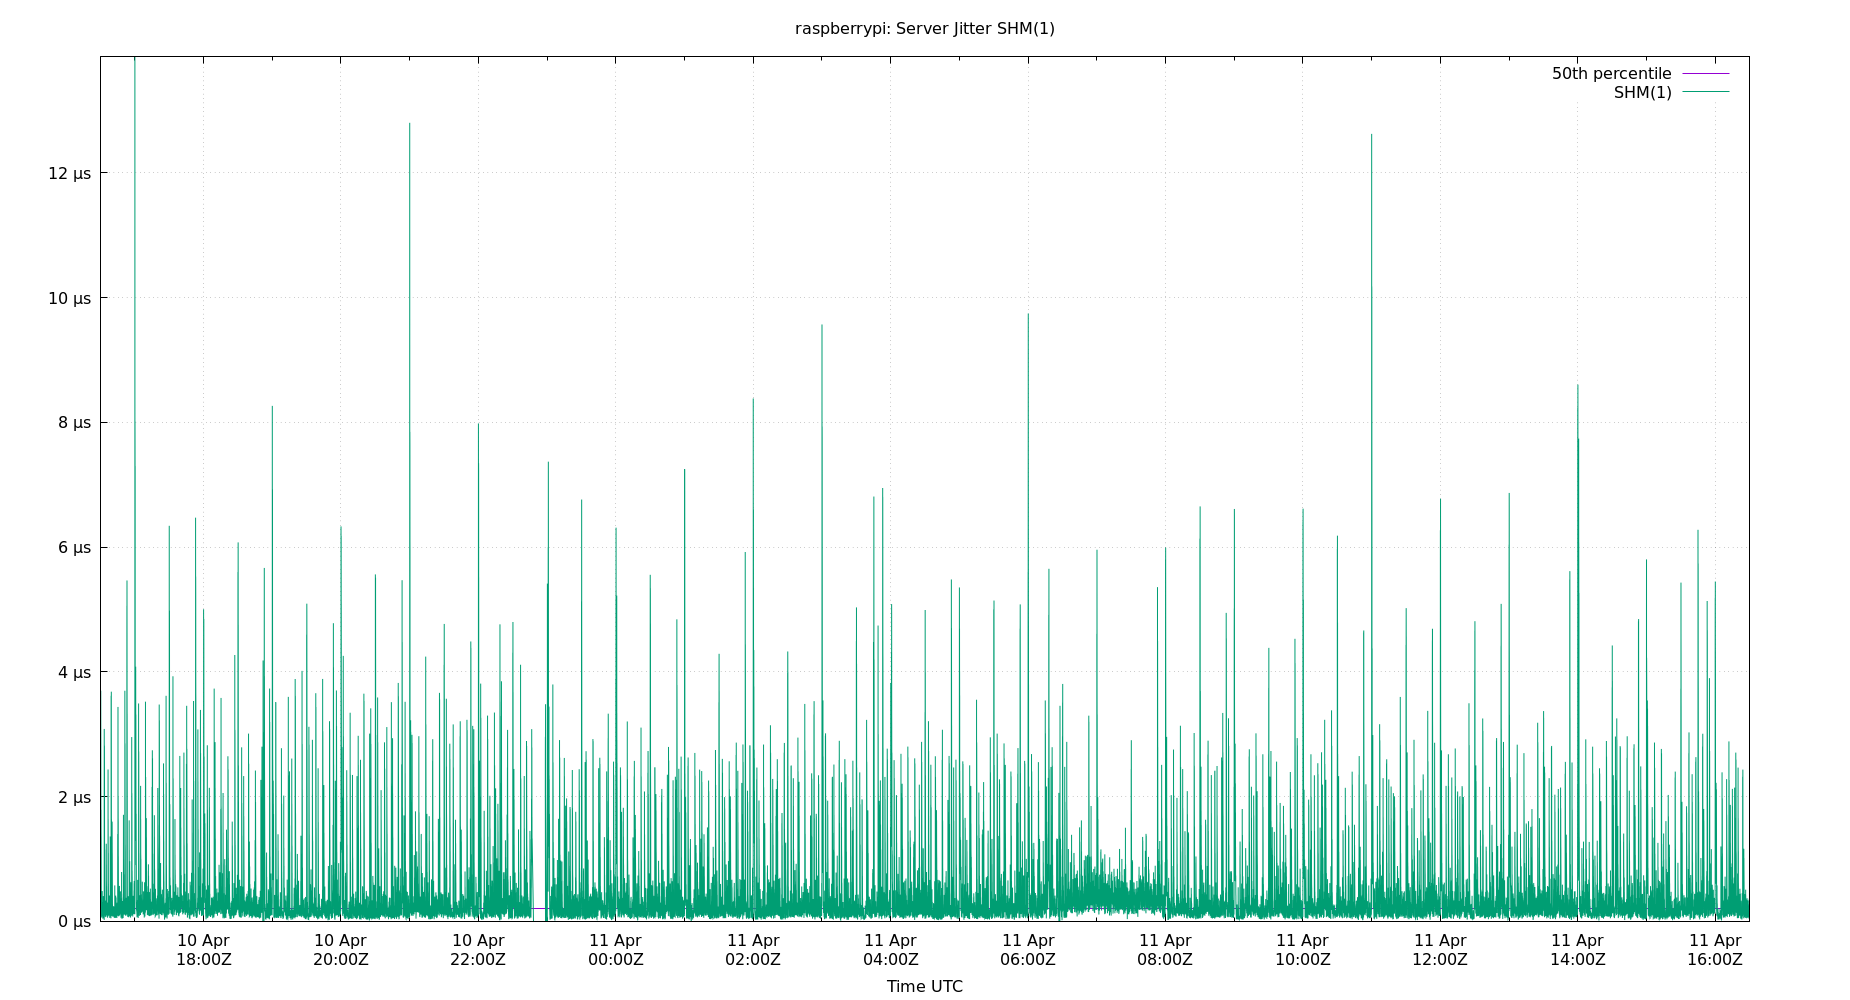 raspberrypi: Server Jitter SHM(1)
50th percentile
SHM(1)
12 µs
10 µs
8 µs
6 µs
4 µs
2 µs
0 µs
10 Apr 10 Apr 10 Apr 11 Apr 11 Apr 11 Apr 11 Apr 11 Apr 11 Apr 11 Apr 11 Apr 11 Apr
18:00Z 20:00Z 22:00Z 00:00Z 02:00Z 04:00Z 06:00Z 08:00Z 10:00Z 12:00Z 14:00Z 16:00Z
Time UTC